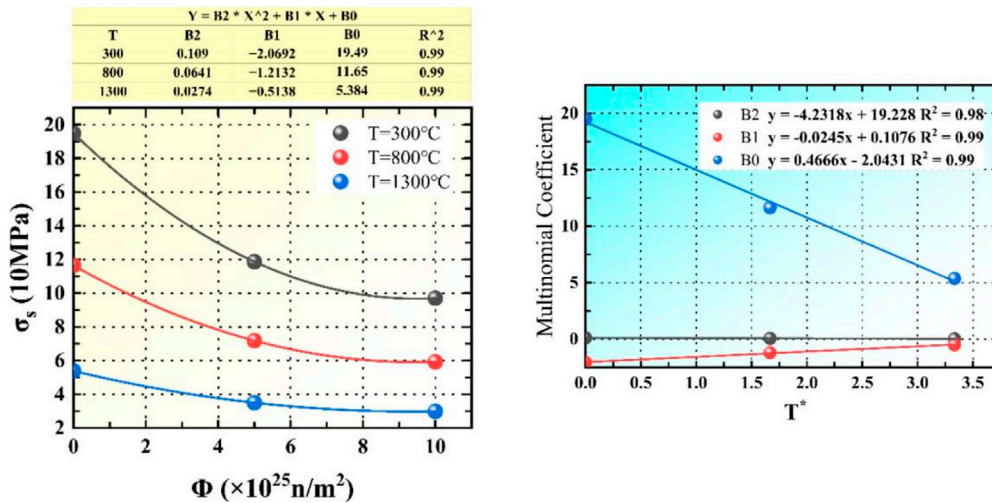 Y = B2 * X^2 + B1 * X + B0
T B2 B1 B0 R^2
300 0.109 −2.0692 19.49 0.99
800 0.0641 −1.2132 11.65 0.99
1300 0.0274 −0.5138 5.384 0.99
20
18
16
14
12
10
8
6
4
2
σs (10MPa)
T=300°C
T=800°C
T=1300°C
0 2 4 6 8 10
Φ (×10^25n/m^2)
20
15
10
5
0
Multinomial Coefficient
B2 y = -4.2318x + 19.228 R² = 0.98
B1 y = -0.0245x + 0.1076 R² = 0.99
B0 y = 0.4666x - 2.0431 R² = 0.99
0.0 0.5 1.0 1.5 2.0 2.5 3.0 3.5
T*